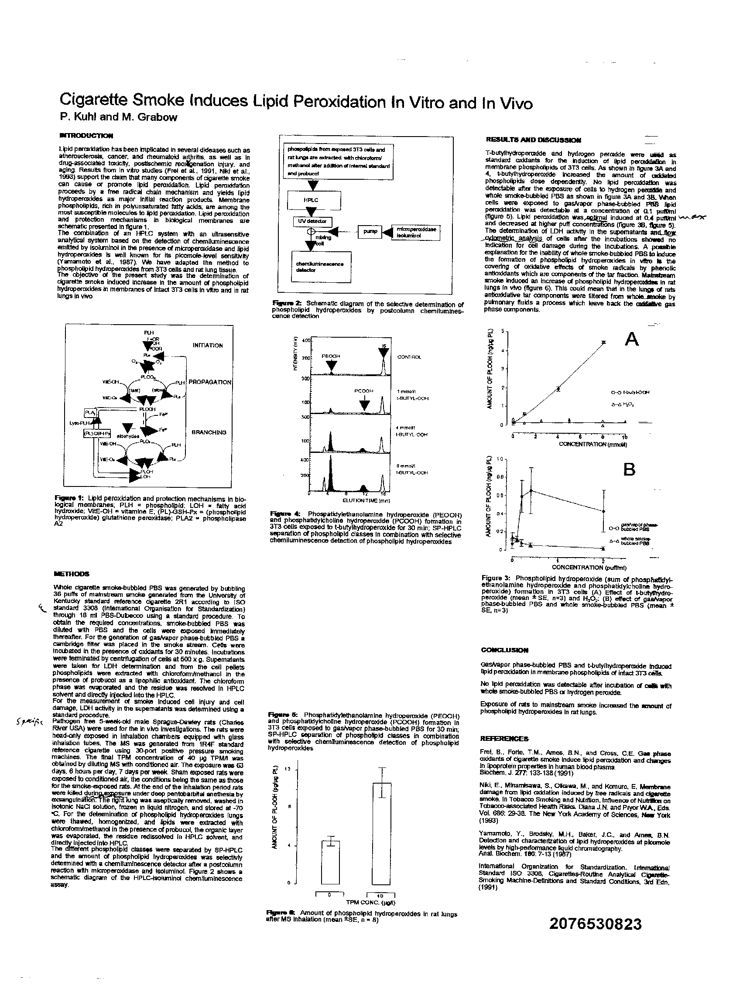 Cigarette Smoke Induces Lipid Peroxidation In Vitro and In Vivo
P. Kuhl and M. Grabow
INTRODUCTION
Lipid peroxidation has been implicated in several diseases such as
atherosclerosis, cancer, and rheumatoid arthritis, as well as in
drug-associated toxicity, postischemic reoxigenation injury, and
aging. Results from in vitro studies (Frei et al., 1991, Niki et al.,
1993) support the claim that many components of cigarette smoke
can cause or promote lipid peroxidation. Lipid peroxidation
proceeds by a free radical chain mechanism and yields lipid
hydroperoxides as major initial reaction products. Membrane
phospholipids, rich in polyunsaturated fatty acids, are among the
most susceptible molecules to lipid peroxidation. Lipid peroxidation
and protection mechanisms in biological membranes are
schematic presented in figure 1.
The combination of an HPLC system with an ultrasensitive
analytical system based on the detection of chemiluminescence
emitted by isoluminol in the presence of microperoxidase and lipid
hydroperoxides is well known for its picomole-level sensitivity
(Yamamoto et al., 1987). We have adapted the method to
phospholipid hydroperoxides from 3T3 cells and rat lung tissue.
The objective of the present study was the determination of
cigarette smoke induced increase in the amount of phospholipid
hydroperoxides in membranes of intact 3T3 cells in vitro and in rat
lungs in vivo
PLH
INITIATION
PLOO
VitE-OH
PLH
PROPAGATION
VitE-O
PLA
PLOOH
Lyso-PLH
(PL)GSH-Px
aldehydes
BRANCHING
VitE-OH
PLH
VitE-O
PLOH
LOH
Figure 1: Lipid peroxidation and protection mechanisms in bio-
logical membranes; PLH = phospholipid; LOH = fatty acid
hydroxide; VitE-OH = vitamine E; (PL)-GSH-Px = (phospholipid
hydroperoxide) glutathione peroxidase; PLA2 = phospholipase
A2
METHODS
Whole cigarette smoke-bubbled PBS was generated by bubbling
36 puffs of mainstream smoke generated from the University of
Kentucky standard reference cigarette 2R1 according to ISO
standard 3308 (International Organisation for Standardization)
through 18 ml PBS-Dulbecco using a standard procedure. To
obtain the required concentrations, smoke-bubbled PBS was
diluted with PBS and the cells were exposed immediately
thereafter. For the generation of gas/vapor phase-bubbled PBS a
cambridge filter was placed in the smoke stream. Cells were
incubated in the presence of oxidants for 30 minutes. Incubations
were terminated by centrifugation of cells at 500 x g. Supernatants
were taken for LDH determination and from the cell pellets
phospholipids were extracted with chloroform/methanol in the
presence of probucol as a lipophilic antioxidant. The chloroform
phase was evaporated and the residue was resolved in HPLC
solvent and directly injected into the HPLC.
For the measurement of smoke induced cell injury and cell
damage, LDH activity in the supernatants was determined using a
standard procedure.
Pathogen free 5-week-old male Sprague-Dawley rats (Charles
River USA) were used for the in vivo investigations. The rats were
head-only exposed in inhalation chambers equipped with glass
inhalation tubes. The MS was generated from 1R4F standard
reference cigarette using 30-port positive pressure smoking
machines. The final TPM concentration of 40 µg TPM/l was
obtained by diluting MS with conditioned air. The exposure was 63
days, 6 hours per day, 7 days per week. Sham exposed rats were
exposed to conditioned air, the conditions being the same as those
for the smoke-exposed rats. At the end of the inhalation period rats
were killed during exposure under deep pentobarbital anethesia by
exsanguination. The right lung was aseptically removed, washed in
isotonic NaCl solution, frozen in liquid nitrogen, and stored at -70
°C. For the determination of phospholipid hydroperoxides lungs
were thawed, homogenized, and lipids were extracted with
chloroform/methanol in the presence of probucol, the organic layer
was evaporated, the residue redissolved in HPLC solvent, and
directly injected into HPLC.
The different phospholipid classes were separated by SP-HPLC
and the amount of phospholipid hydroperoxides was selectivly
determined with a chemiluminescence detector after a postcolumn
reaction with microperoxidase and isoluminol. Figure 2 shows a
schematic diagram of the HPLC-isoluminol chemiluminescence
assay.
phospolipids from exposed 3T3 cells and
rat lungs are extracted with chloroform/
methanol after addition of internal standard
and probucol
HPLC
UV detector
mixing
cell
pump
microperoxidase
isoluminol
chemiluminescence
detector
Figure 2: Schematic diagram of the selective determination of
phospholipid hydroperoxides by postcolumn chemilumines-
cence detection
INTENSITY (mV)
PEOOH
IS
CONTROL
PCOOH
1 mmol/l
t-BUTYL-OOH
4 mmol/l
t-BUTYL-OOH
8 mmol/l
t-BUTYL-OOH
ELUTION TIME (min)
Figure 4: Phospatidylethanolamine hydroperoxide (PEOOH)
and phosphatidylcholine hydroperoxide (PCOOH) formation in
3T3 cells exposed to t-butylhydroperoxide for 30 min; SP-HPLC
separation of phospholipid classes in combination with selective
chemiluminescence detection of phospholipid hydroperoxides
Figure 5: Phosphatidylethanolamine hydroperoxide (PEOOH)
and phosphatidylcholine hydroperoxide (PCOOH) formation in
3T3 cells exposed to gas/vapor phase-bubbled PBS for 30 min;
SP-HPLC separation of phospholipid classes in combination
with selective chemiluminescence detection of phospholipid
hydroperoxides
AMOUNT OF PL-OOH (ng/µg PL)
TPM CONC. (µg/l)
Figure 6: Amount of phospholipid hydroperoxides in rat lungs
after MS inhalation (mean ±SE, n = 8)
RESULTS AND DISCUSSION
T-butylhydroperoxide and hydrogen peroxide were used as
standard oxidants for the induction of lipid peroxidation in
membrane phospholipids of 3T3 cells. As shown in figure 3A and
4, t-butylhydroperoxide increased the amount of oxidated
phospholipids dose dependently. No lipid peroxidation was
detectable after the exposure of cells to hydrogen peroxide and
whole smoke-bubbled PBS as shown in figure 3A and 3B. When
cells were exposed to gas/vapor phase-bubbled PBS lipid
peroxidation was detectable at a concentration of 0.1 puff/ml
(figure 5). Lipid peroxidation was optimal induced at 0.4 puff/ml
and decreased at higher puff concentrations (figure 3B, figure 5).
The determination of LDH activity in the supernatants and flow
cytometric analysis of cells after the incubations showed no
indication for cell damage during the incubations. A possible
explanation for the inability of whole smoke-bubbled PBS to induce
the formation of phospholipid hydroperoxides in vitro is the
covering of oxidative effects of smoke radicals by phenolic
antioxidants which are components of the tar fraction. Mainstream
smoke induced an increase of phospholipid hydroperoxides in rat
lungs in vivo (figure 6). This could mean that in the lungs of rats
antioxidative tar components were filtered from whole smoke by
pulmonary fluids a process which leave back the oxidative gas
phase components.
A
AMOUNT OF PLOOH (ng/µg PL)
O-O t-butyl-OOH
Δ-Δ H₂O₂
0 2 4 6 8 10
CONCENTRATION (mmol/l)
B
AMOUNT OF PLOOH (ng/µg PL)
O-O gas/vapor phase-
bubbled PBS
Δ-Δ whole smoke-
bubbled PBS
CONCENTRATION (puff/ml)
Figure 3: Phospholipid hydroperoxide (sum of phosphatidyl-
ethanolamine hydroperoxide and phosphatidylcholine hydro-
peroxide) formation in 3T3 cells (A) Effect of t-butylhydro-
peroxide (mean ± SE, n=3) and H₂O₂; (B) effect of gas/vapor
phase-bubbled PBS and whole smoke-bubbled PBS (mean ±
SE, n=3)
CONCLUSION
Gas/vapor phase-bubbled PBS and t-butylhydroperoxide induced
lipid peroxidation in membrane phospholipids of intact 3T3 cells.
No lipid peroxidation was detectable after incubation of cells with
whole smoke-bubbled PBS or hydrogen peroxide.
Exposure of rats to mainstream smoke increased the amount of
phospholipid hydroperoxides in rat lungs.
REFERENCES
Frei, B., Forte, T.M., Ames, B.N., and Cross, C.E. Gas phase
oxidants of cigarette smoke induce lipid peroxidation and changes
in lipoprotein properties in human blood plasma
Biochem. J. 277: 133-138 (1991)
Niki, E., Minamisawa, S., Oikawa, M., and Komuro, E. Membrane
damage from lipid oxidation induced by free radicals and cigarette
smoke. In Tobacco Smoking and Nutrition. Influence of Nutrition on
Tobacco-associated Health Risks. Diana J.N. and Pryor W.A., Eds.
Vol. 686: 29-38. The New York Academy of Sciences, New York
(1993)
Yamamoto, Y., Brodsky, M.H., Baker, J.C., and Ames, B.N.
Detection and characterization of lipid hydroperoxides at picomole
levels by high-performance liquid chromatography.
Anal. Biochem. 160: 7-13 (1987)
International Organization for Standardization. International
Standard ISO 3308, Cigarettes-Routine Analytical Cigarette-
Smoking Machine-Definitions and Standard Conditions, 3rd Edn.
(1991)
2076530823